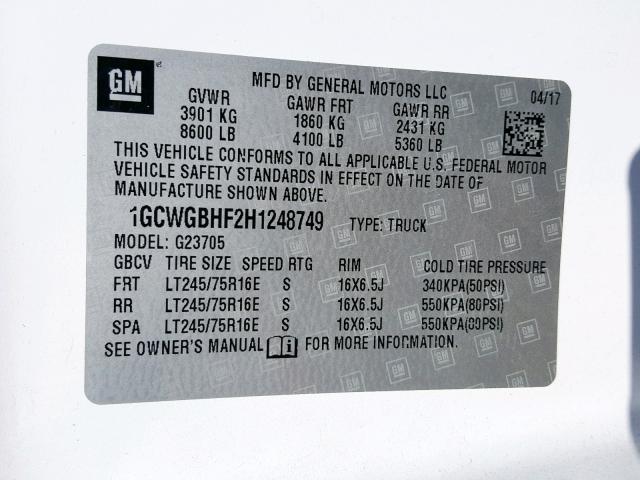 GM
MFD BY GENERAL MOTORS LLC
04/17
GVWR GAWR FRT GAWR RR
3901 KG 1860 KG 2431 KG
8600 LB 4100 LB 5360 LB
THIS VEHICLE CONFORMS TO ALL APPLICABLE U.S. FEDERAL MOTOR
VEHICLE SAFETY STANDARDS IN EFFECT ON THE DATE OF
MANUFACTURE SHOWN ABOVE.
1GCWGBHF2H1248749 TYPE: TRUCK
MODEL: G23705
GBCV TIRE SIZE SPEED RTG RIM COLD TIRE PRESSURE
FRT LT245/75R16E S 16X6.5J 340KPA(50PSI)
RR LT245/75R16E S 16X6.5J 550KPA(80PSI)
SPA LT245/75R16E S 16X6.5J 550KPA(80PSI)
SEE OWNER'S MANUAL FOR MORE INFORMATION.